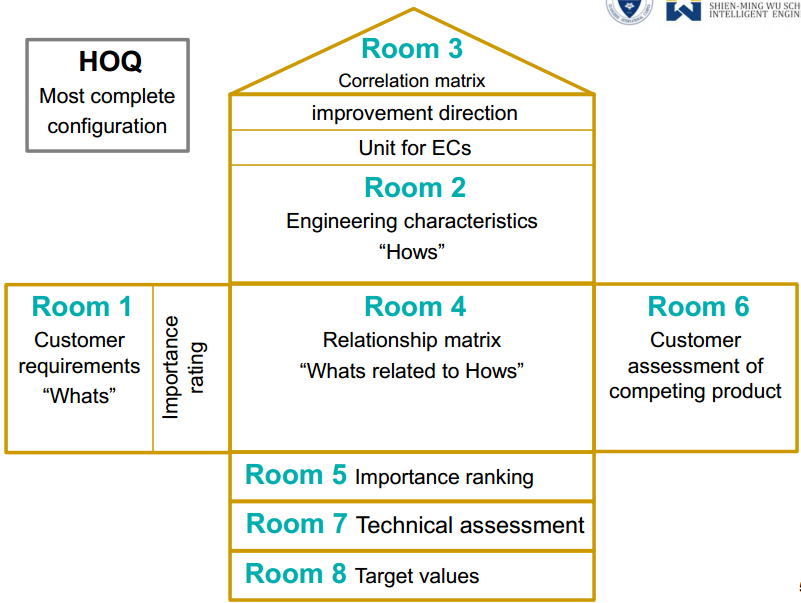 SHIEN-MING WU SCH
INTELLIGENT ENGINE
HOQ
Most complete
configuration
Room 3
Correlation matrix
improvement direction
Unit for ECs
Room 2
Engineering characteristics
“Hows”
Room 1
Customer
requirements
“Whats”
Importance
rating
Room 4
Relationship matrix
“Whats related to Hows”
Room 6
Customer
assessment of
competing product
Room 5 Importance ranking
Room 7 Technical assessment
Room 8 Target values